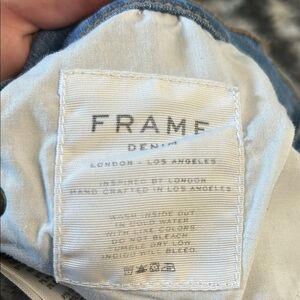 FRAME
DENIM
LONDON - LOS ANGELES
INSPIRED BY LONDON
HAND CRAFTED IN LOS ANGELES
WASH INSIDE OUT
IN COLD WATER
WITH LIKE COLORS
DO NOT BLEACH
TUMBLE DRY LOW
INDIGO WILL BLEED.